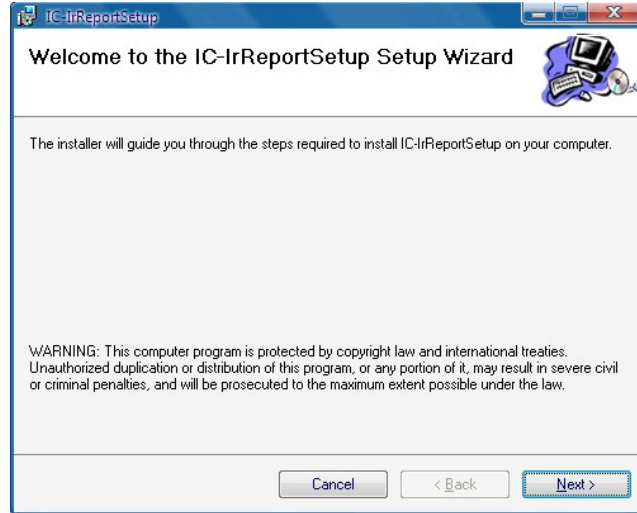 IC-IrReportSetup
Welcome to the IC-IrReportSetup Setup Wizard
The installer will guide you through the steps required to install IC-IrReportSetup on your computer.
WARNING: This computer program is protected by copyright law and international treaties.
Unauthorized duplication or distribution of this program, or any portion of it, may result in severe civil
or criminal penalties, and will be prosecuted to the maximum extent possible under the law.
Cancel < Back Next >